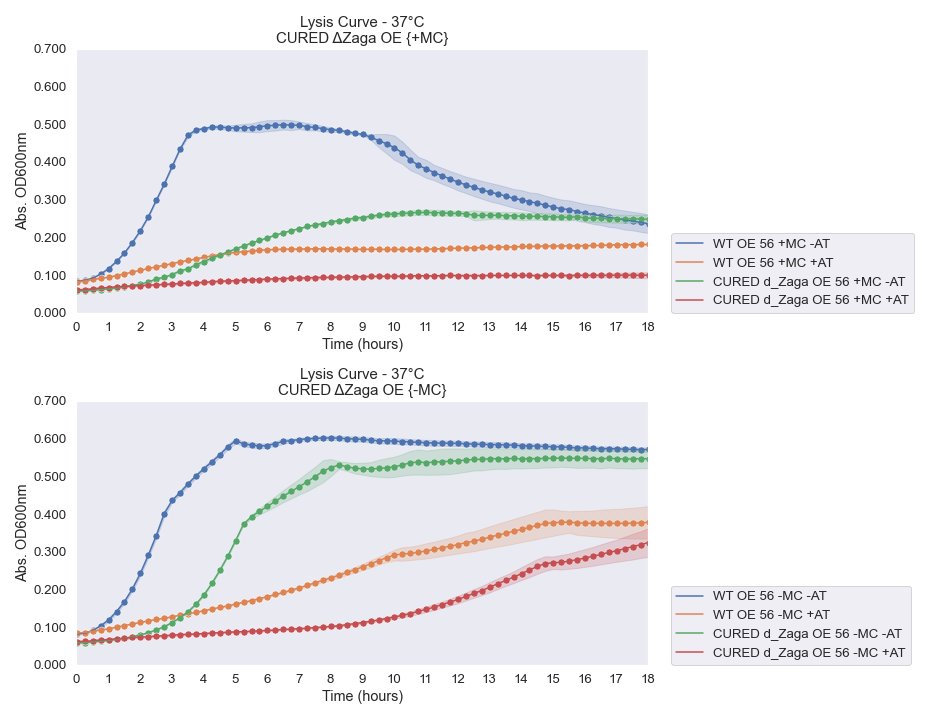 Lysis Curve - 37°C
CURED ΔZaga OE {+MC}
0.700
0.600
0.500
0.400
0.300
0.200
0.100
0.000
Abs. OD600nm
0 1 2 3 4 5 6 7 8 9 10 11 12 13 14 15 16 17 18
Time (hours)
WT OE 56 +MC -AT
WT OE 56 +MC +AT
CURED d_Zaga OE 56 +MC -AT
CURED d_Zaga OE 56 +MC +AT
Lysis Curve - 37°C
CURED ΔZaga OE {-MC}
0.700
0.600
0.500
0.400
0.300
0.200
0.100
0.000
Abs. OD600nm
0 1 2 3 4 5 6 7 8 9 10 11 12 13 14 15 16 17 18
Time (hours)
WT OE 56 -MC -AT
WT OE 56 -MC +AT
CURED d_Zaga OE 56 -MC -AT
CURED d_Zaga OE 56 -MC +AT